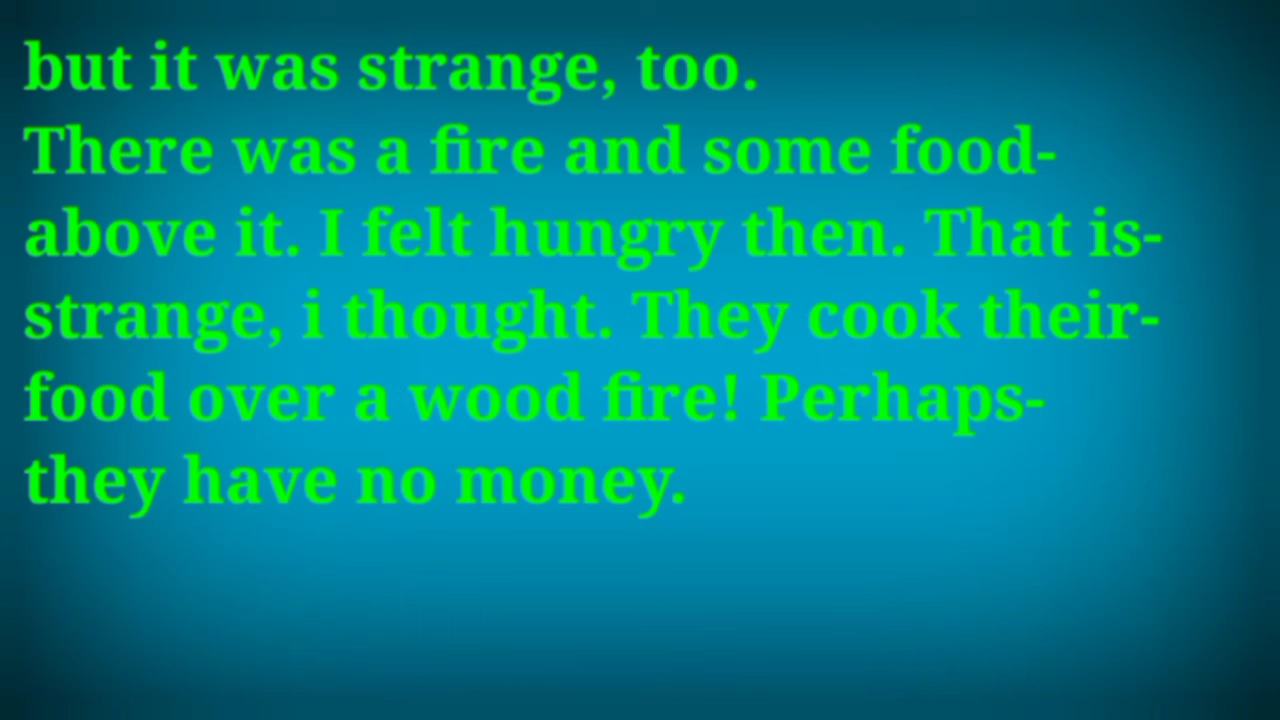 but it was strange, too.
There was a fire and some food-
above it. I felt hungry then. That is-
strange, i thought. They cook their-
food over a wood fire! Perhaps-
they have no money.